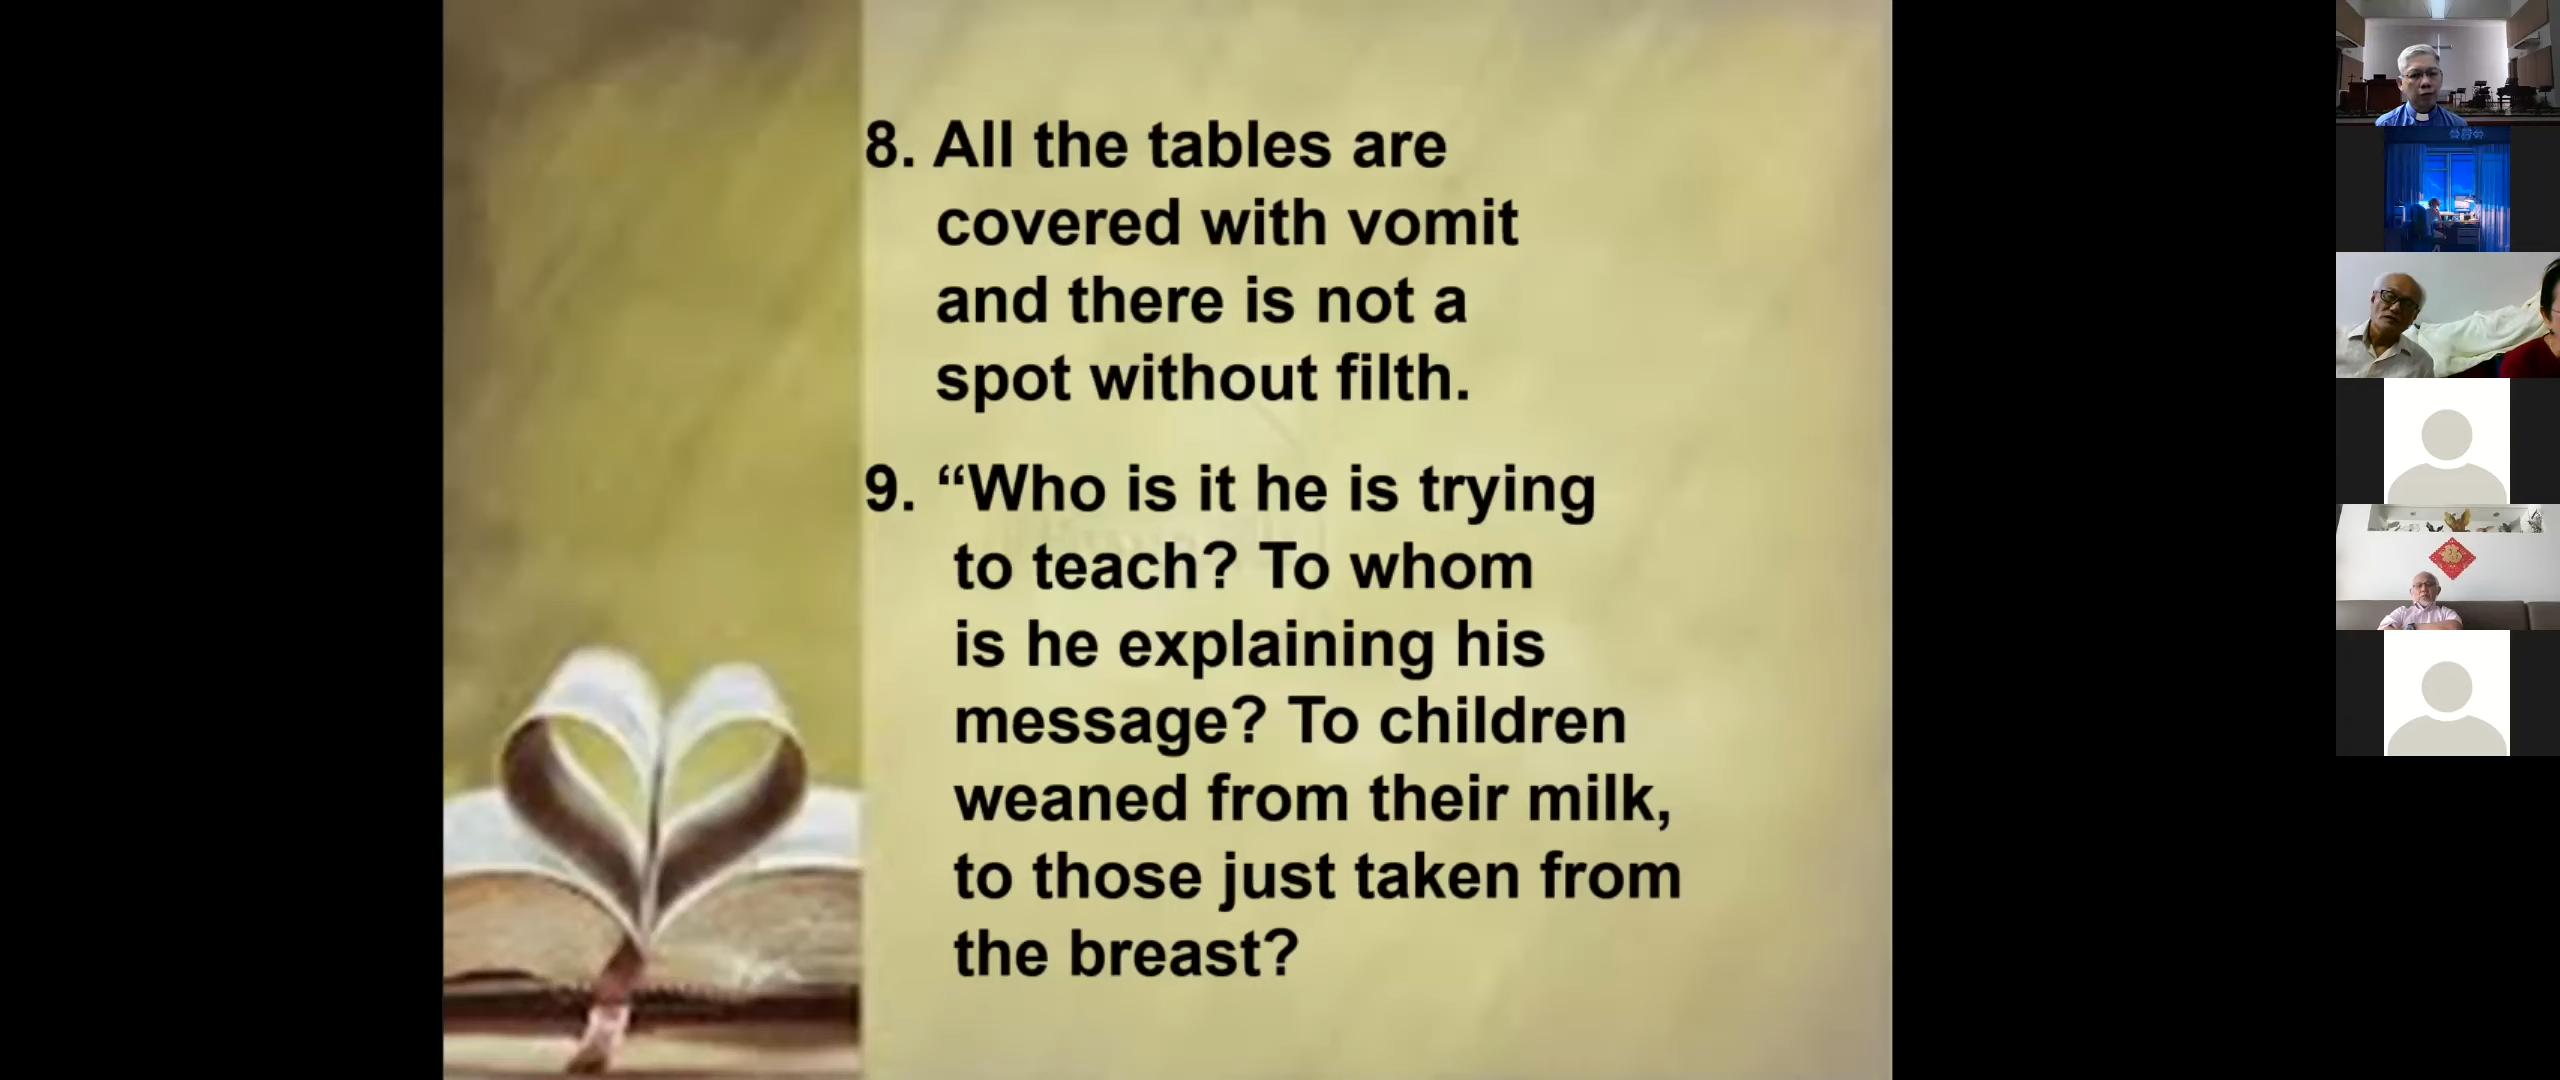 8. All the tables are
covered with vomit
and there is not a
spot without filth.
9. “Who is it he is trying
to teach? To whom
is he explaining his
message? To children
weaned from their milk,
to those just taken from
the breast?